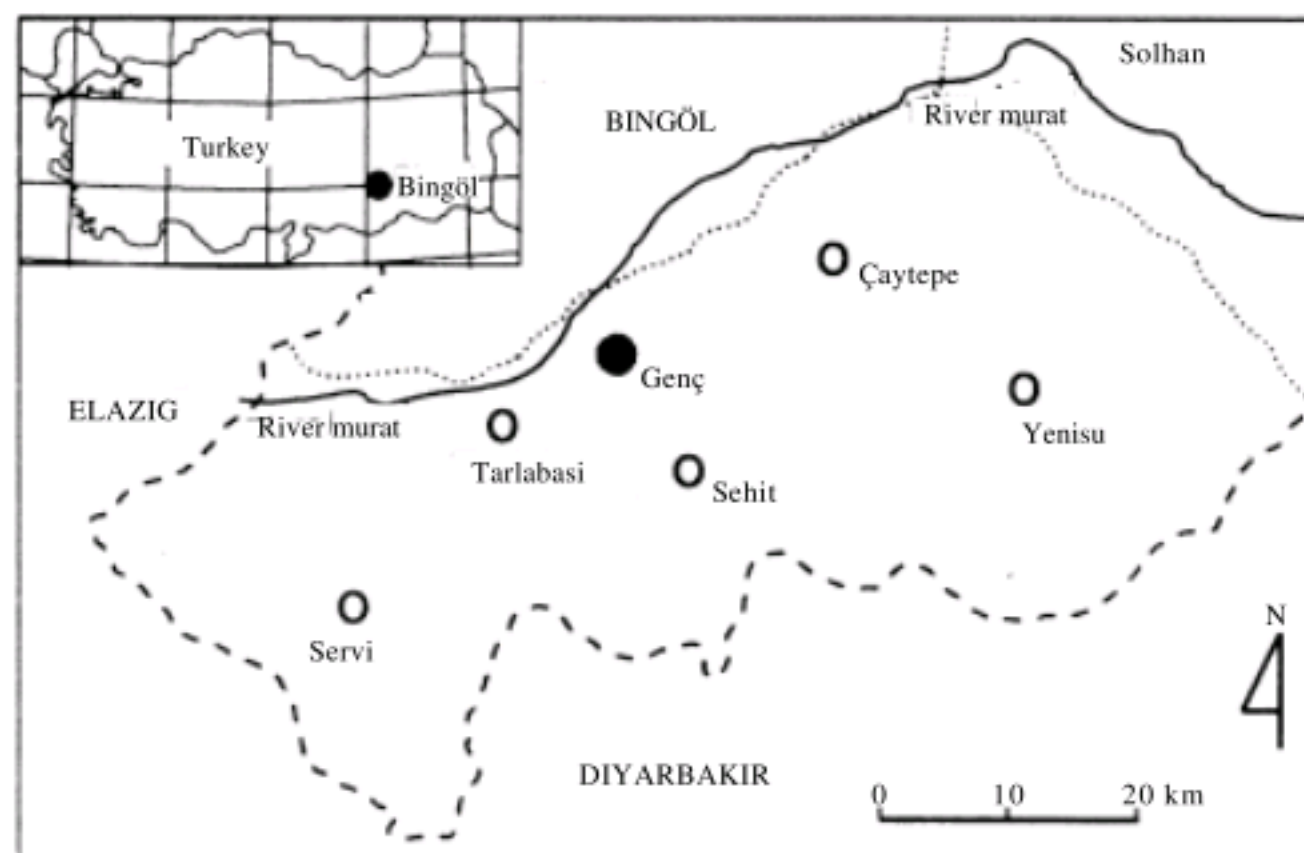 Solhan
BINGÖL
River murat
Turkey
Bingöl
Çaytepe
Genç
ELAZIG
River murat
Yenisu
Tarlabasi
Sehit
Servi
N
DIYARBAKIR
0 10 20 km